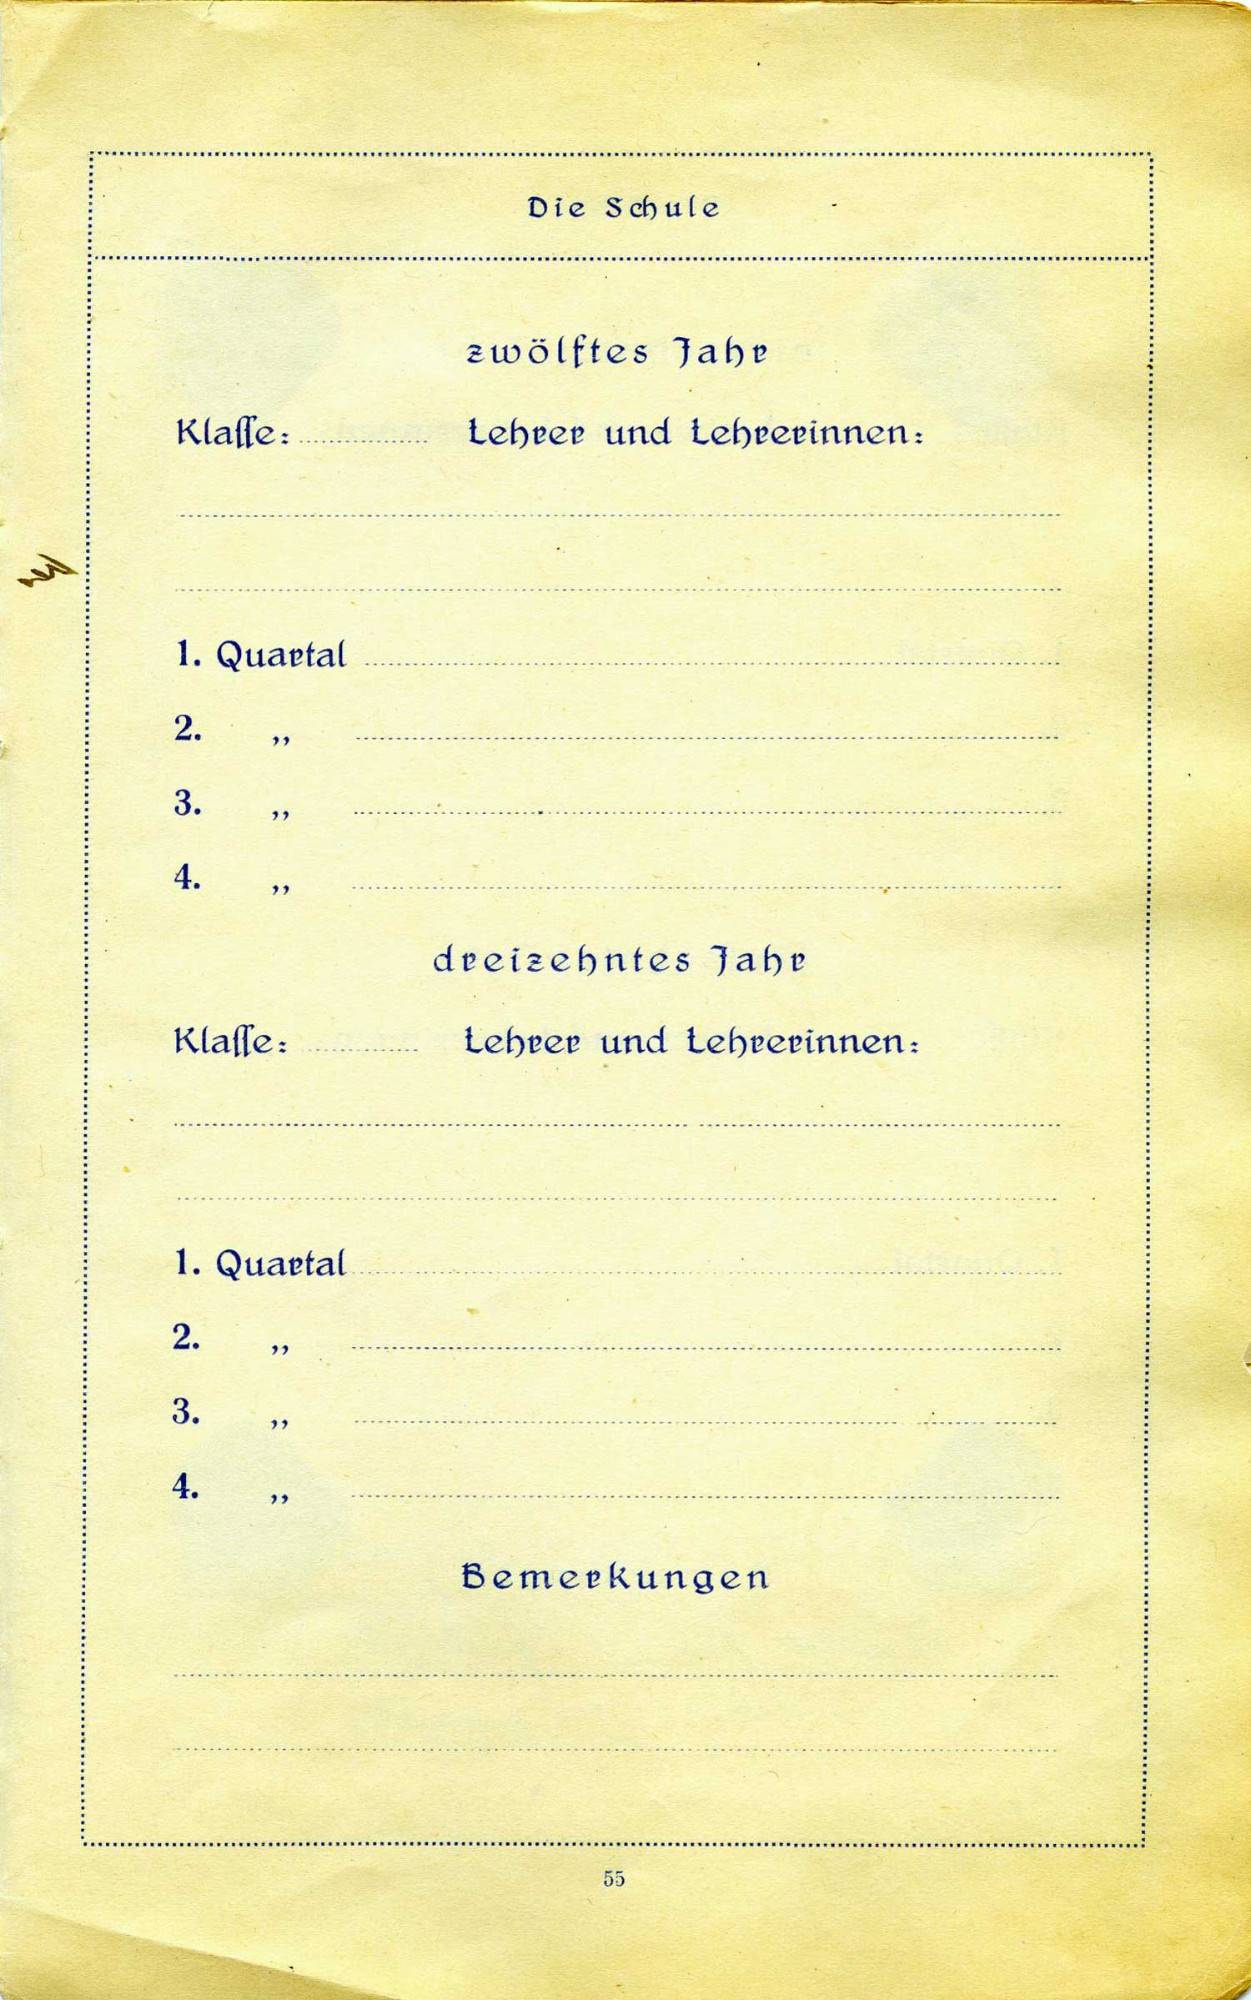 Die Schule
zwölftes Jahr
Klaſſe: Lehrer und Lehrerinnen:
1. Quartal
2. „
3. „
4. „
dreizehntes Jahr
Klaſſe: Lehrer und Lehrerinnen:
1. Quartal
2. „
3. „
4. „
Bemerkungen
55